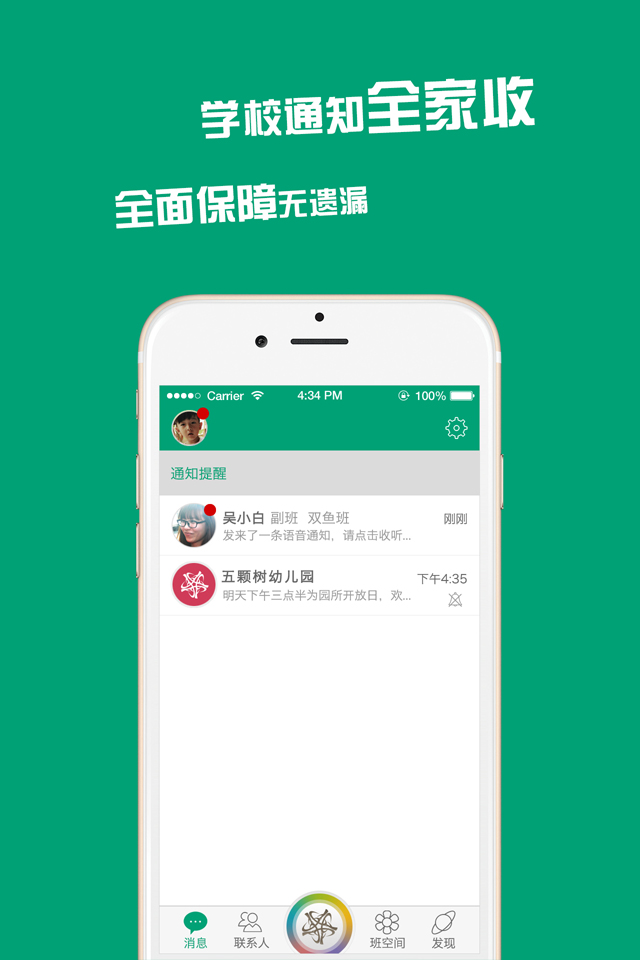 学校通知全家收
全面保障无遗漏
Carrier 4:34 PM 100%
通知提醒
吴小白 副班 双鱼班 刚刚
发来了一条语音通知，请点击收听...
五颗树幼儿园 下午4:35
明天下午三点半为园所开放日，欢...
消息 联系人 班空间 发现